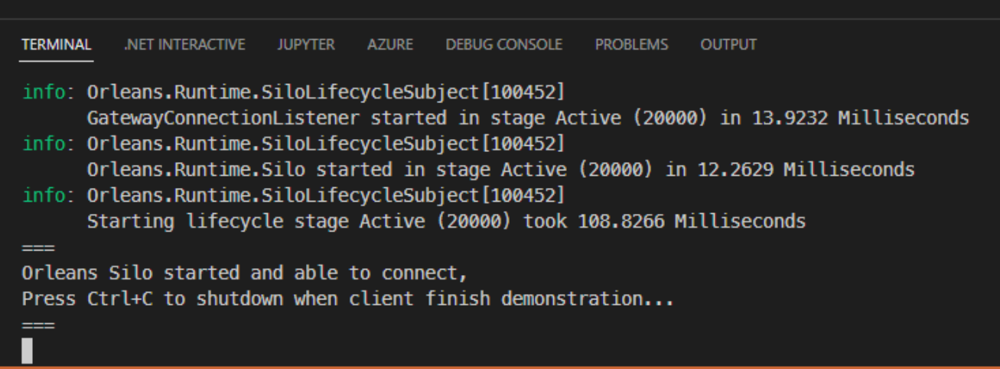 TERMINAL .NET INTERACTIVE JUPYTER AZURE DEBUG CONSOLE PROBLEMS OUTPUT
info: Orleans.Runtime.SiloLifecycleSubject[100452]
GatewayConnectionListener started in stage Active (20000) in 13.9232 Milliseconds
info: Orleans.Runtime.SiloLifecycleSubject[100452]
Orleans.Runtime.Silo started in stage Active (20000) in 12.2629 Milliseconds
info: Orleans.Runtime.SiloLifecycleSubject[100452]
Starting lifecycle stage Active (20000) took 108.8266 Milliseconds
===
Orleans Silo started and able to connect,
Press Ctrl+C to shutdown when client finish demonstration...
===